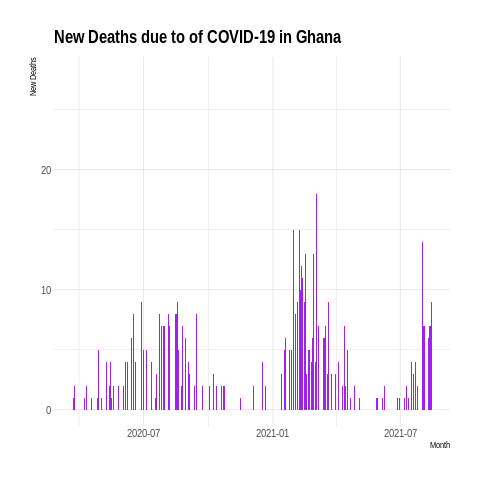 New Deaths due to of COVID-19 in Ghana
New Deaths
20
10
0
2020-07
2021-01
2021-07
Month